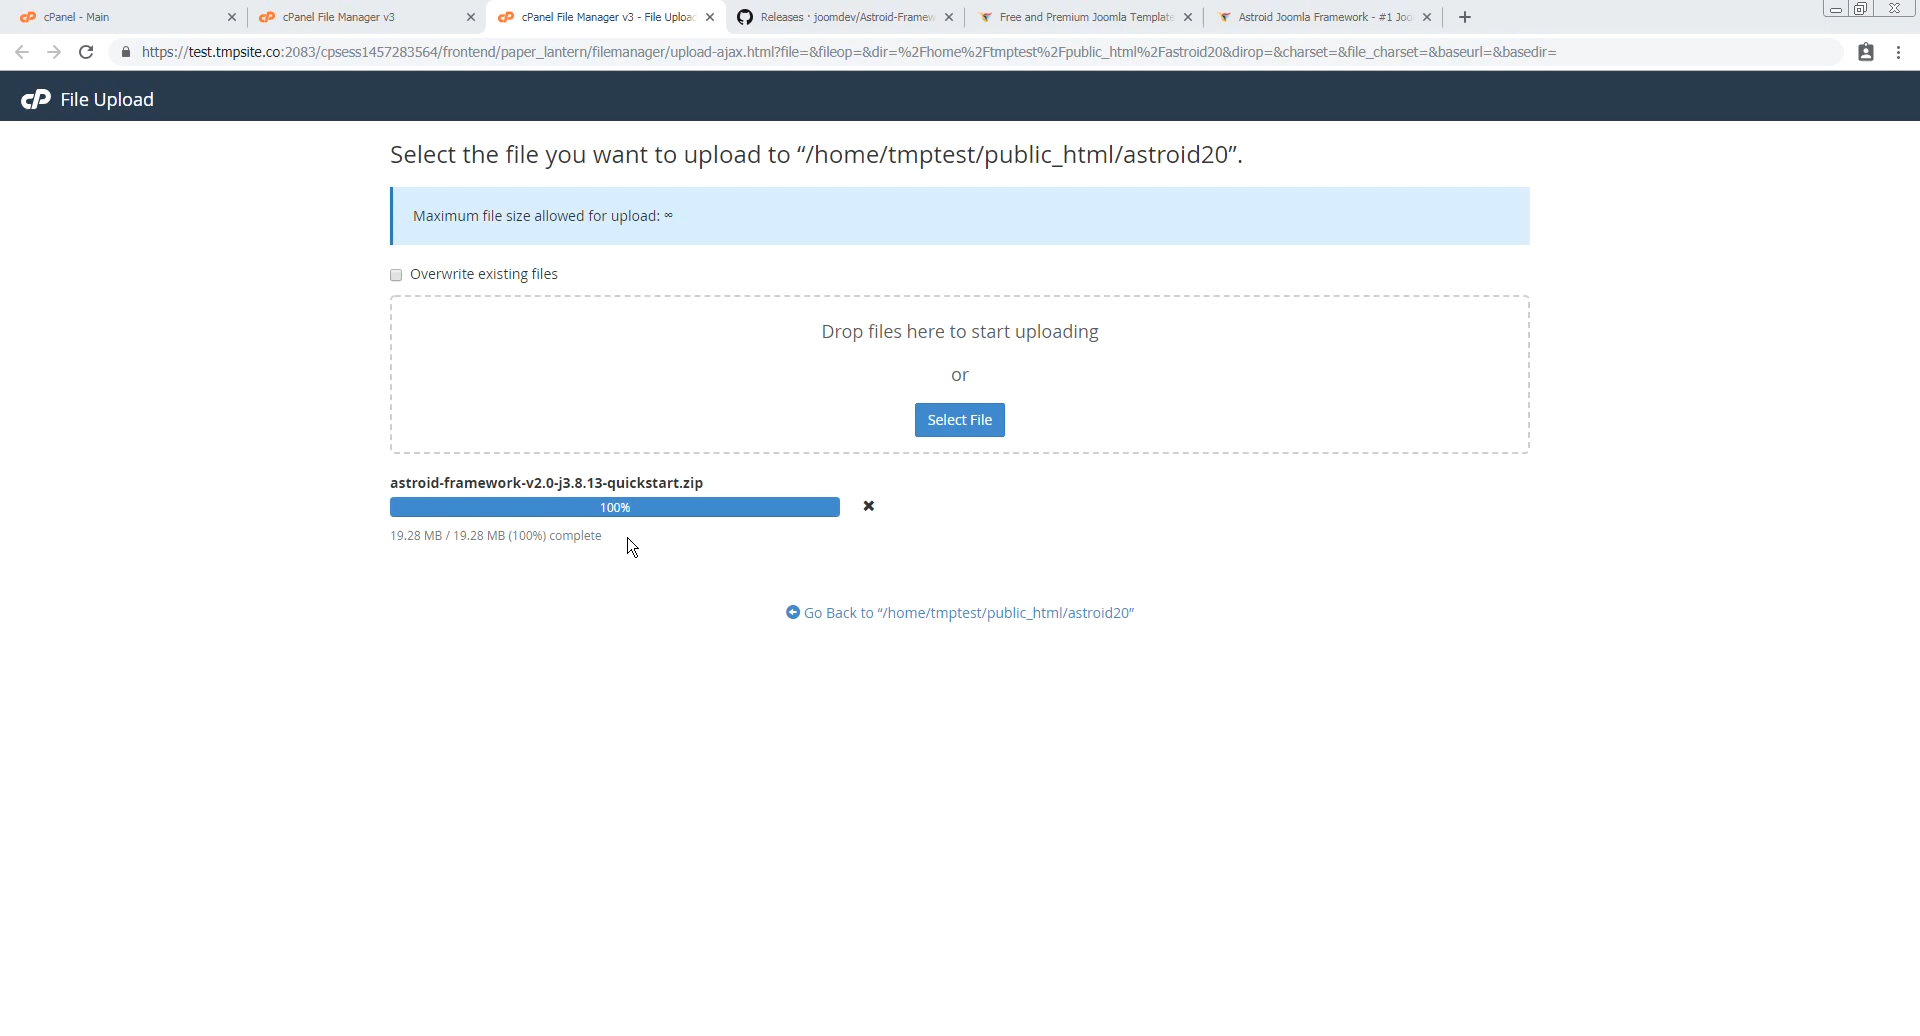 cPanel - Main
cPanel File Manager v3
cPanel File Manager v3 - File Uploa
Releases · joomdev/Astroid-Framew
Free and Premium Joomla Template
Astroid Joomla Framework - #1 Joo
https://test.tmpsite.co:2083/cpsess1457283564/frontend/paper_lantern/filemanager/upload-ajax.html?file=&fileop=&dir=%2Fhome%2Ftmptest%2Fpublic_html%2Fastroid20&dirop=&charset=&file_charset=&baseurl=&basedir=
cP File Upload
Select the file you want to upload to “/home/tmptest/public_html/astroid20”.
Maximum file size allowed for upload: ∞
Overwrite existing files
Drop files here to start uploading
or
Select File
astroid-framework-v2.0-j3.8.13-quickstart.zip
100%
19.28 MB / 19.28 MB (100%) complete
Go Back to “/home/tmptest/public_html/astroid20”